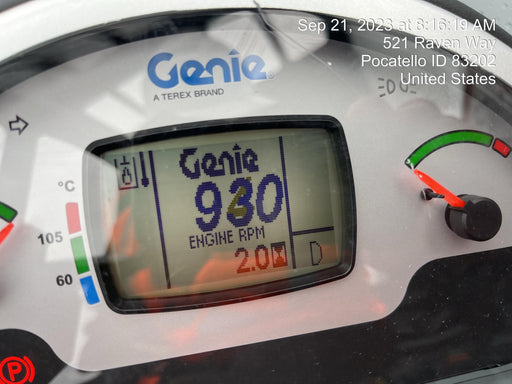 Sep 21, 2023 at 8:16:19 AM
521 Raven Way
Pocatello ID 83202
United States
Genie
A TEREX BRAND
Genie
ENGINE RPM
2.0
D
°C
105
60
P